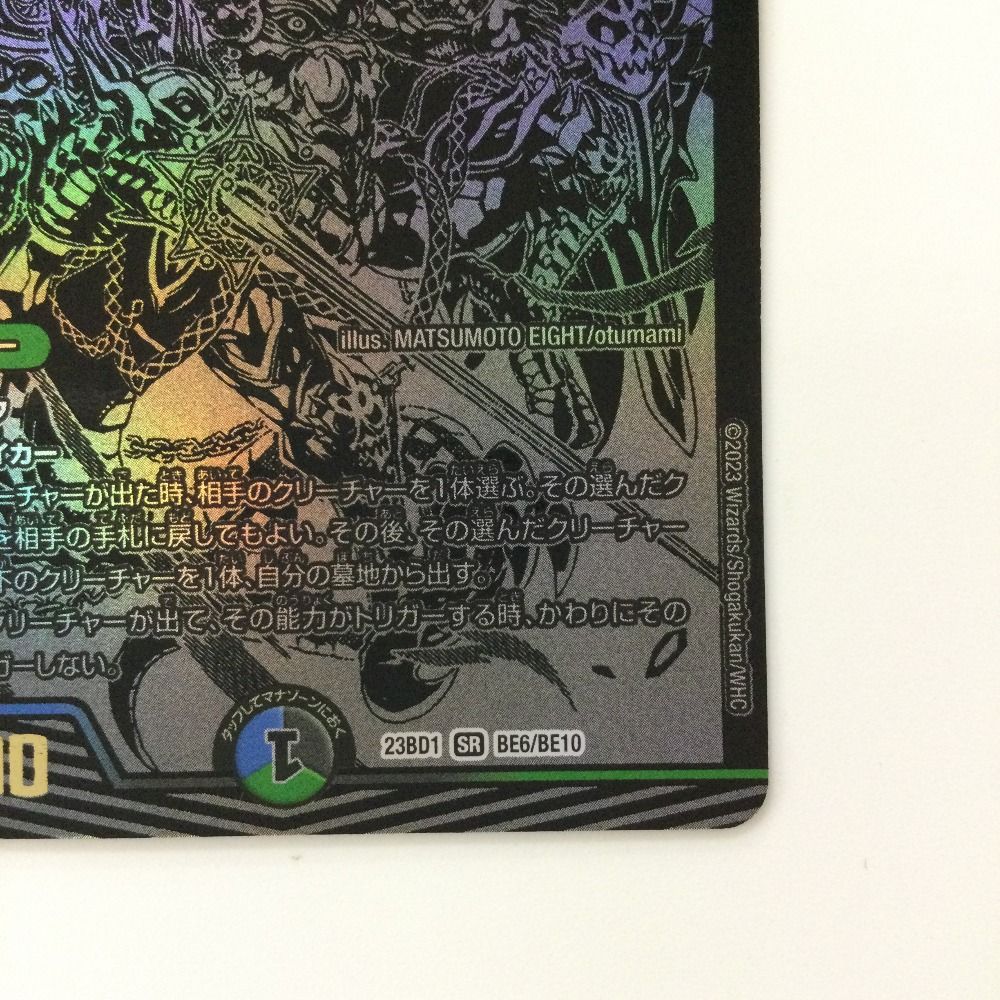 ー
illus. MATSUMOTO EIGHT/otumami
イカー
ーチャーが出た時、相手のクリーチャーを1体選ぶ。その選んだク
を相手の手札に戻してもよい。その後、その選んだクリーチャー
下のクリーチャーを1体、自分の墓地から出す。
リーチャーが出て、その能力がトリガーする時、かわりにその
ガーしない。
©2023 Wizards/Shogakukan/WHC
タップしてマナゾーンにおく
1
23BD1 SR BE6/BE10